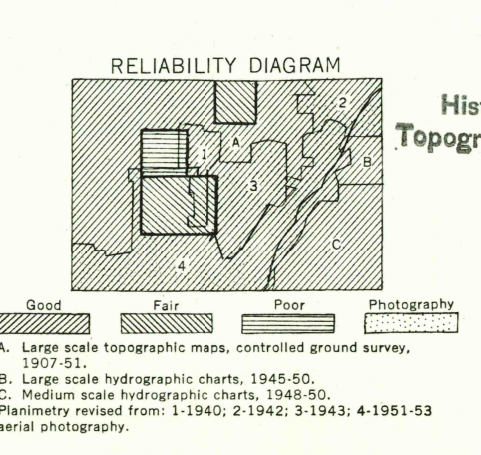 RELIABILITY DIAGRAM
2
A
1
B
3
C
4
Good Fair Poor Photography
A. Large scale topographic maps, controlled ground survey,
1907-51.
B. Large scale hydrographic charts, 1945-50.
C. Medium scale hydrographic charts, 1948-50.
Planimetry revised from: 1-1940; 2-1942; 3-1943; 4-1951-53
aerial photography.